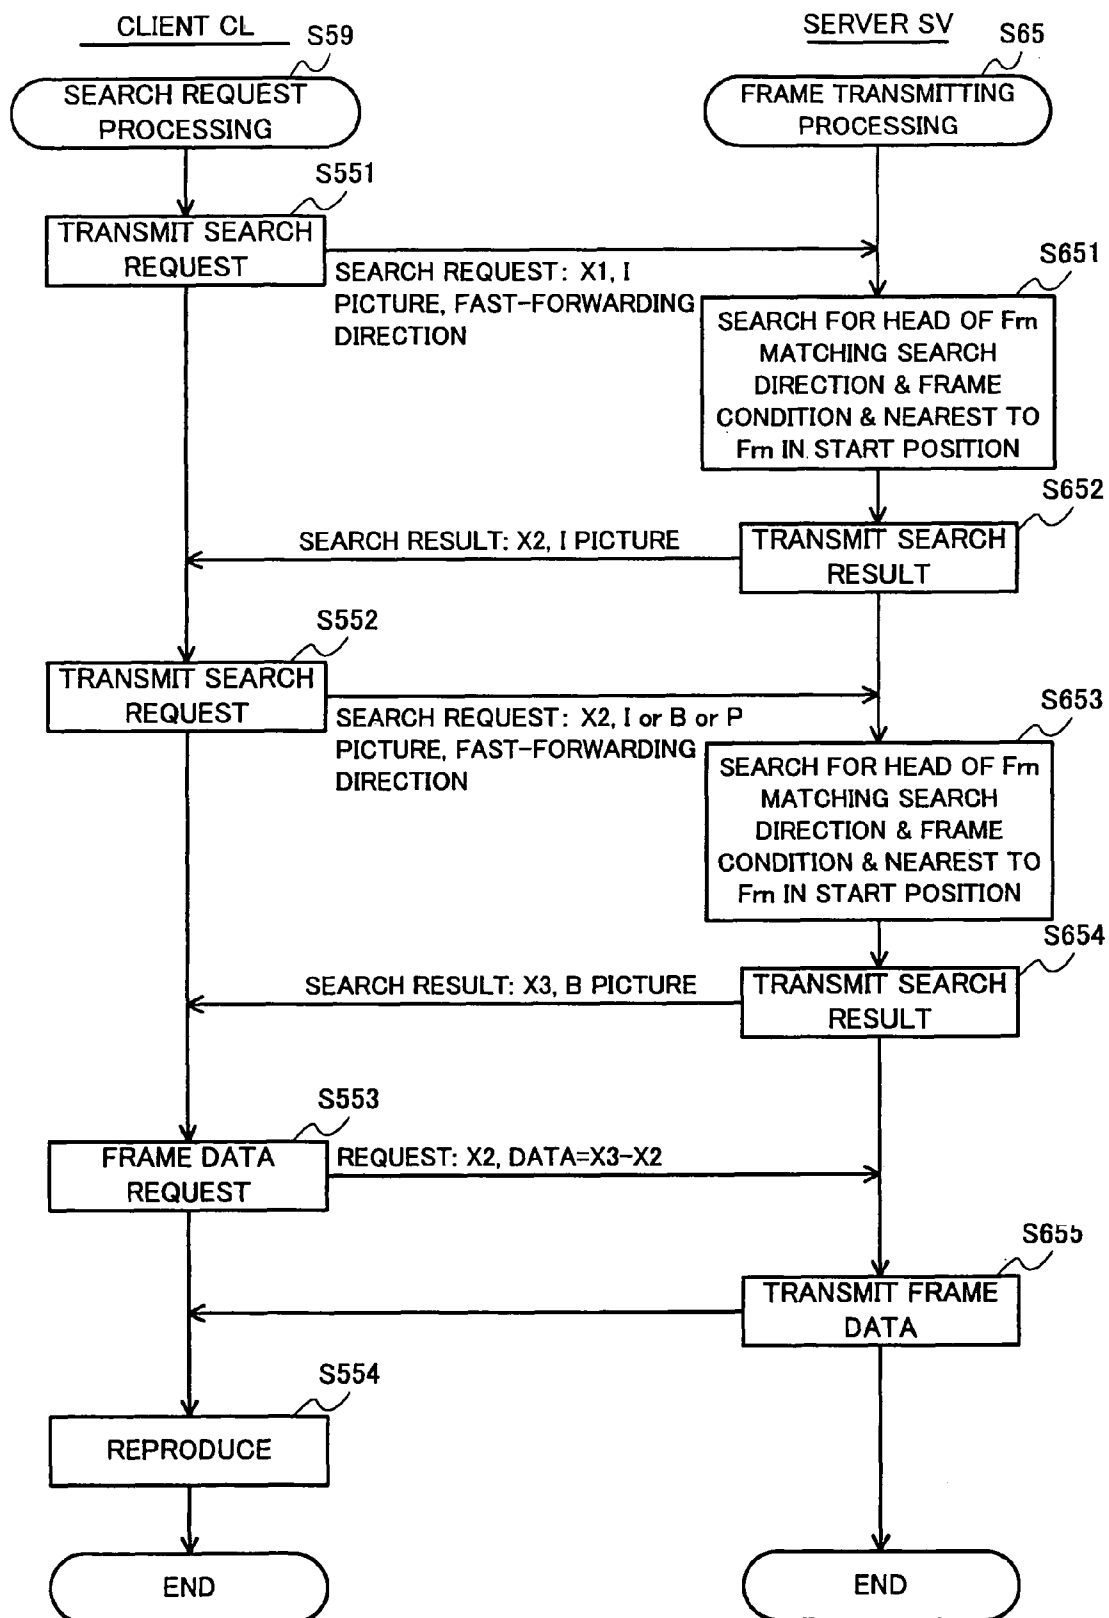 CLIENT CL
SERVER SV
S59
S65
SEARCH REQUEST
PROCESSING
FRAME TRANSMITTING
PROCESSING
S551
TRANSMIT SEARCH
REQUEST
SEARCH REQUEST: X1, I
PICTURE, FAST-FORWARDING
DIRECTION
S651
SEARCH FOR HEAD OF Frn
MATCHING SEARCH
DIRECTION & FRAME
CONDITION & NEAREST TO
Frn IN START POSITION
S652
SEARCH RESULT: X2, I PICTURE
TRANSMIT SEARCH
RESULT
S552
TRANSMIT SEARCH
REQUEST
SEARCH REQUEST: X2, I or B or P
PICTURE, FAST-FORWARDING
DIRECTION
S653
SEARCH FOR HEAD OF Frn
MATCHING SEARCH
DIRECTION & FRAME
CONDITION & NEAREST TO
Frn IN START POSITION
S654
SEARCH RESULT: X3, B PICTURE
TRANSMIT SEARCH
RESULT
S553
FRAME DATA
REQUEST
REQUEST: X2, DATA=X3-X2
S655
TRANSMIT FRAME
DATA
S554
REPRODUCE
END
END